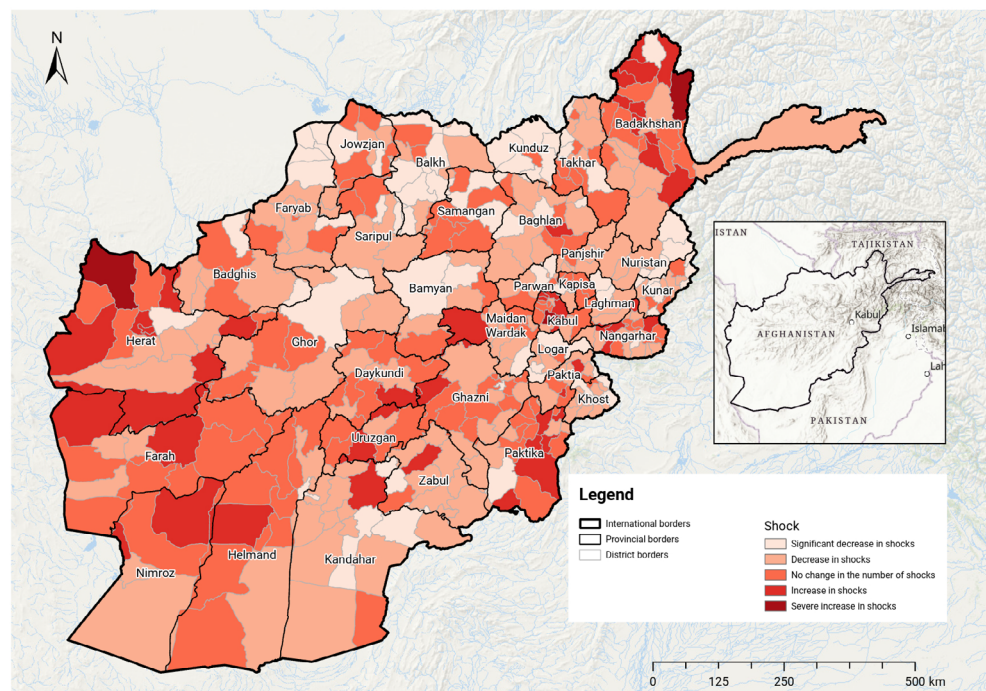 N
Badakhshan
Jowzjan
Kunduz
Balkh
Takhar
Faryab
Samangan
Baghlan
Saripul
Panjshir
Nuristan
Badghis
Bamyan
Parwan
Kapisa
Kunar
Laghman
Maidan
Wardak
Kabul
Herat
Ghor
Nangarhar
Logar
Daykundi
Paktia
Ghazni
Khost
Uruzgan
Farah
Paktika
Zabul
Helmand
Kandahar
Nimroz
ISTAN
TAJIKISTAN
Kabul
AFGHANISTAN
Islamal
Lah
PAKISTAN
Legend
International borders
Provincial borders
District borders
Shock
Significant decrease in shocks
Decrease in shocks
No change in the number of shocks
Increase in shocks
Severe increase in shocks
0 125 250 500 km